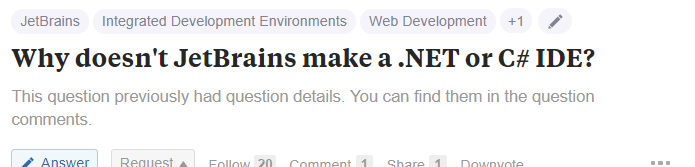 JetBrains Integrated Development Environments Web Development +1
Why doesn't JetBrains make a .NET or C# IDE?
This question previously had question details. You can find them in the question
comments.
Answer Request Follow 20 Comment 1 Share 1 Downvote